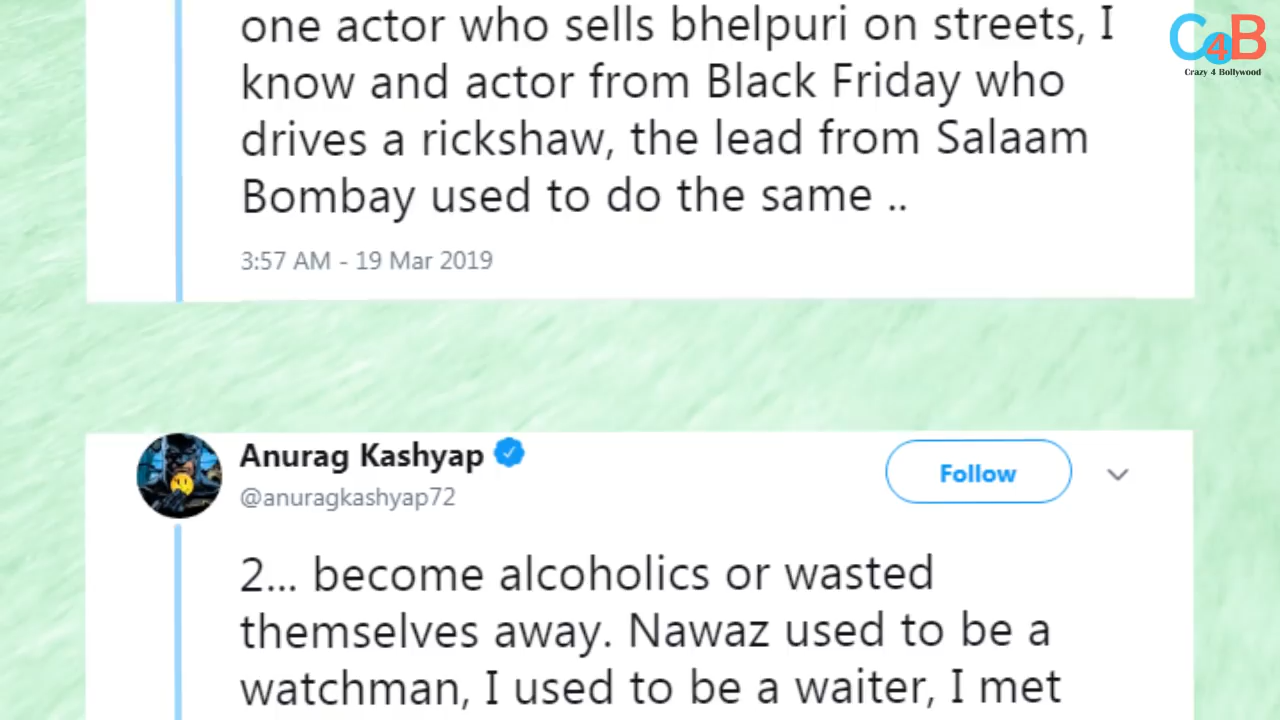 one actor who sells bhelpuri on streets, I
know and actor from Black Friday who
drives a rickshaw, the lead from Salaam
Bombay used to do the same ..
3:57 AM - 19 Mar 2019
C4B
Crazy 4 Bollywood
Anurag Kashyap
@anuragkashyap72
Follow
2... become alcoholics or wasted
themselves away. Nawaz used to be a
watchman, I used to be a waiter, I met